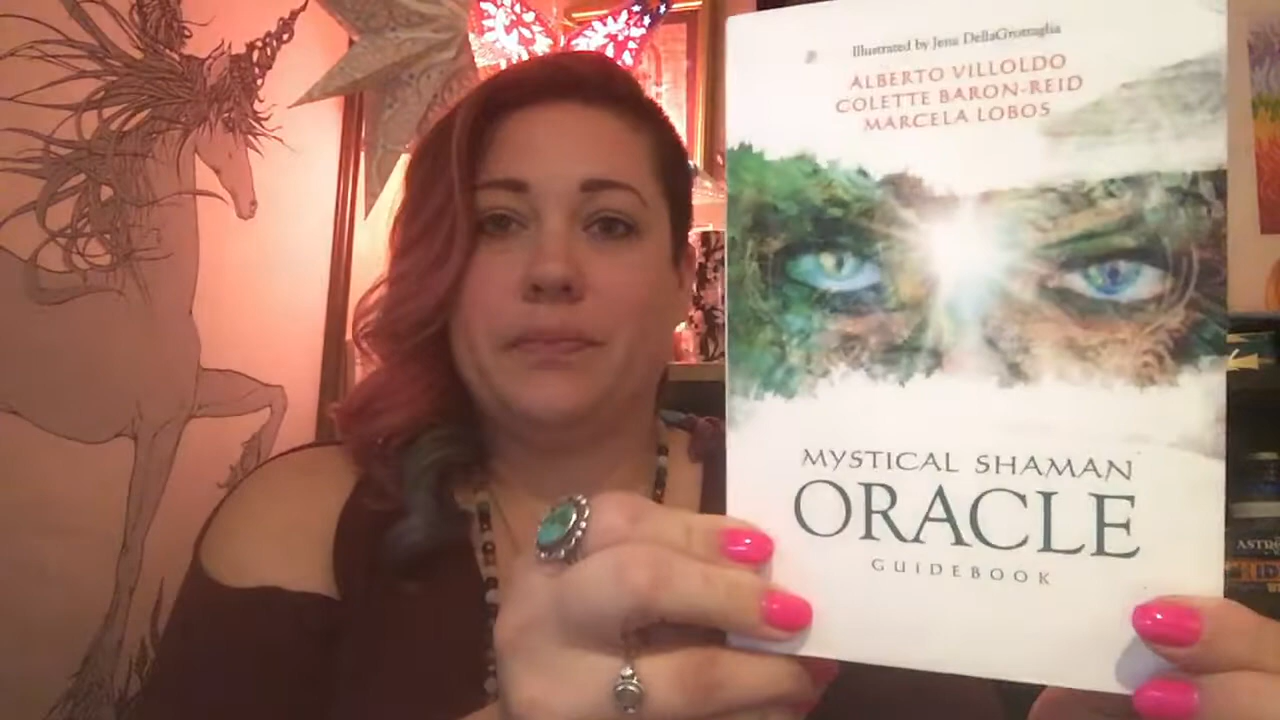 Illustrated by Jena DellaGrottaglia
ALBERTO VILLOLDO
COLETTE BARON-REID
MARCELA LOBOS
MYSTICAL SHAMAN
ORACLE
GUIDEBOOK